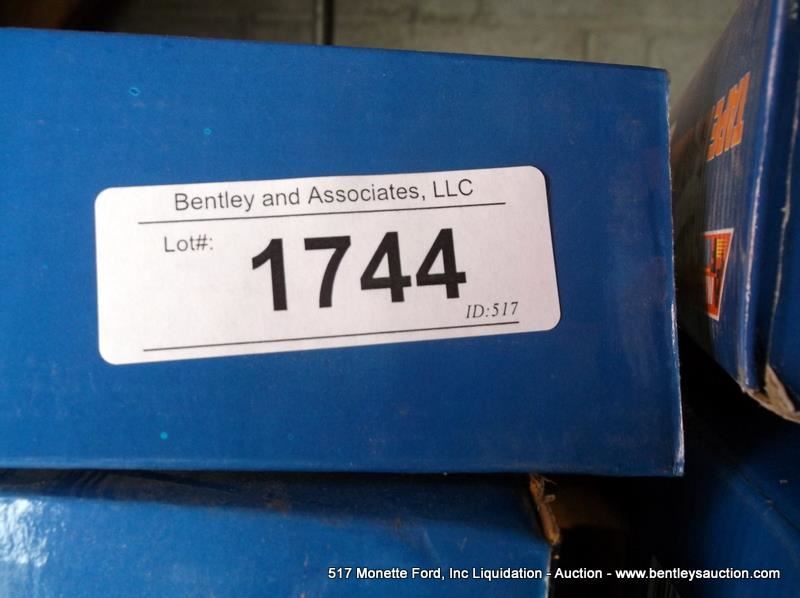 Bentley and Associates, LLC
Lot#:
1744
ID:517
517 Monette Ford, Inc Liquidation - Auction - www.bentleysauction.com